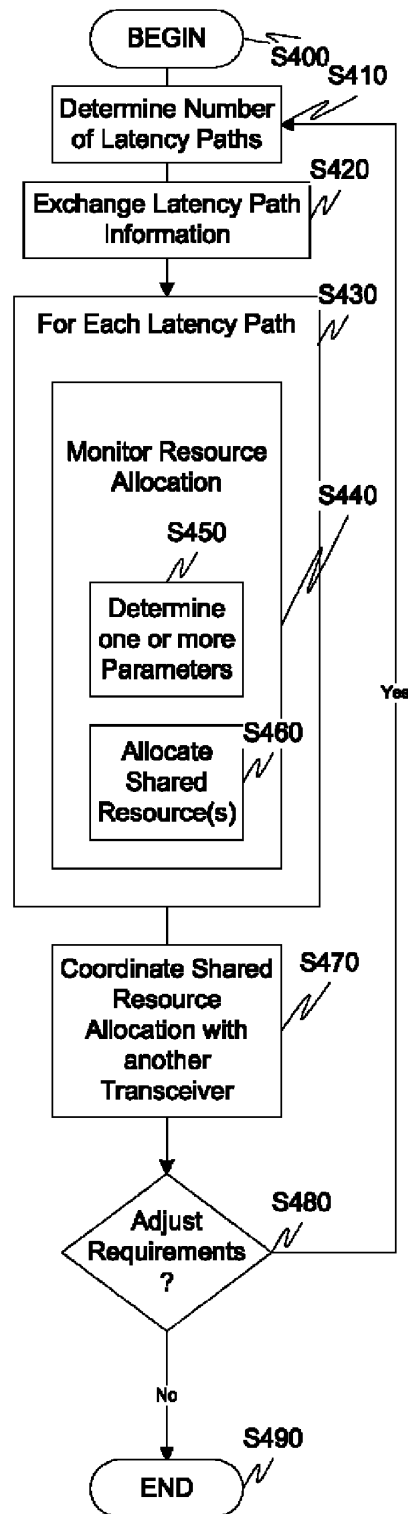 BEGIN
S400
S410
Determine Number
of Latency Paths
S420
Exchange Latency Path
Information
S430
For Each Latency Path
Monitor Resource
Allocation
S440
S450
Determine
one or more
Parameters
Yes
S460
Allocate
Shared
Resource(s)
Coordinate Shared
Resource
Allocation with
another
Transceiver
S470
S480
Adjust
Requirements
?
No
S490
END